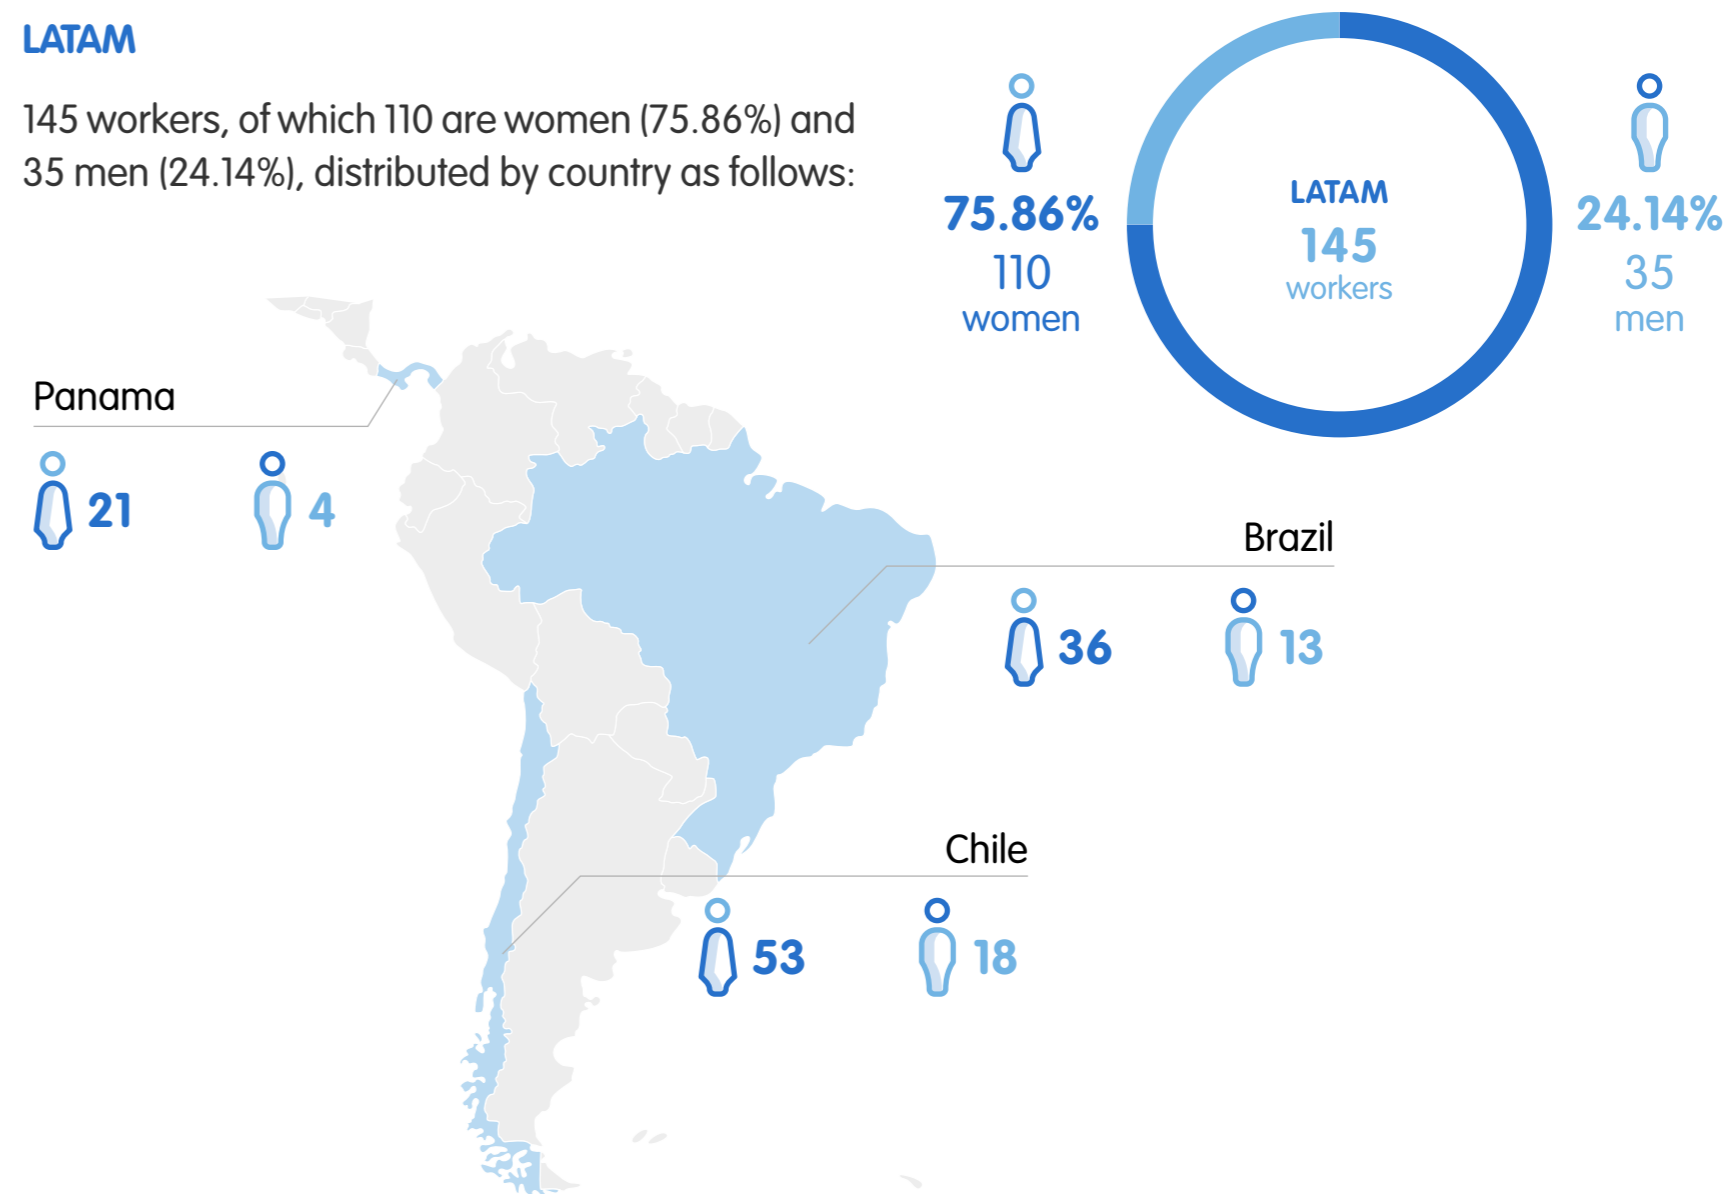 LATAM
145 workers, of which 110 are women (75.86%) and
35 men (24.14%), distributed by country as follows:
75.86%
110
women
LATAM
145
workers
24.14%
35
men
Panama
21
4
Brazil
36
13
Chile
53
18